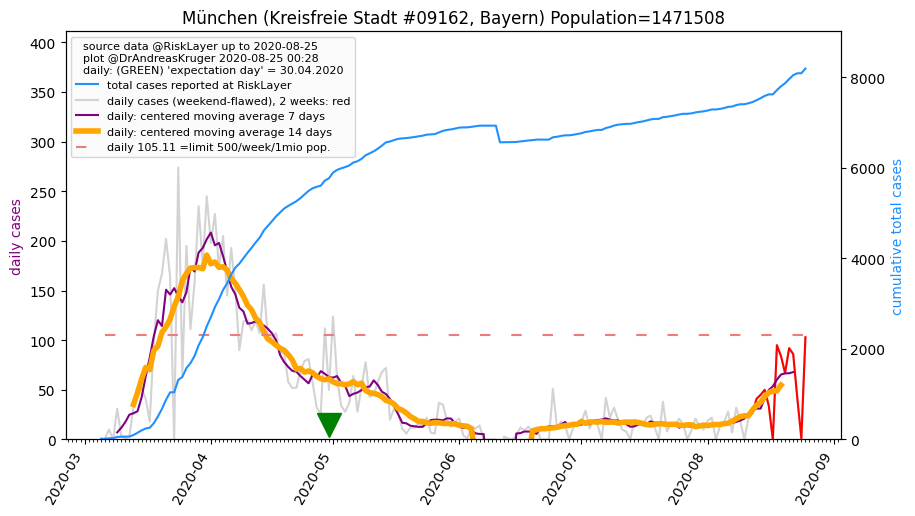 München (Kreisfreie Stadt #09162, Bayern) Population=1471508
source data @RiskLayer up to 2020-08-25
plot @DrAndreasKruger 2020-08-25 00:28
daily: (GREEN) 'expectation day' = 30.04.2020
total cases reported at RiskLayer
daily cases (weekend-flawed), 2 weeks: red
daily: centered moving average 7 days
daily: centered moving average 14 days
daily 105.11 =limit 500/week/1mio pop.
daily cases
400
350
300
250
200
150
100
50
0
cumulative total cases
8000
6000
4000
2000
0
2020-03
2020-04
2020-05
2020-06
2020-07
2020-08
2020-09